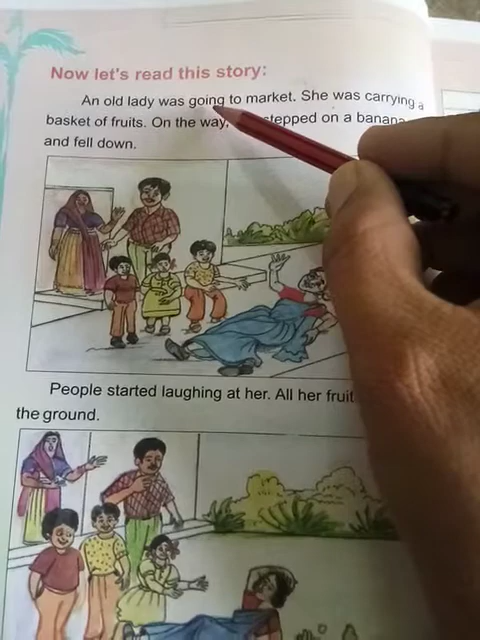 Now let's read this story:
An old lady was going to market. She was carrying a
basket of fruits. On the way, stepped on a banana
and fell down.
People started laughing at her. All her fruit
the ground.